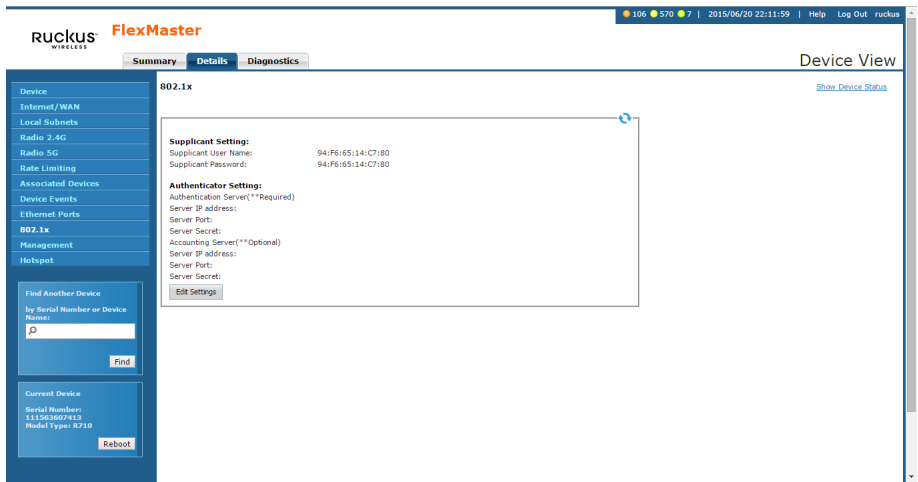 106 570 7 | 2015/06/20 22:11:59 | Help Log Out ruckus
RUCKUS
WIRELESS
FlexMaster
Summary Details Diagnostics
Device View
Device
Internet/WAN
Local Subnets
Radio 2.4G
Radio 5G
Rate Limiting
Associated Devices
Device Events
Ethernet Ports
802.1x
Management
Hotspot
Find Another Device
by Serial Number or Device
Name:
Find
Current Device
Serial Number:
111563607413
Model Type: R710
Reboot
802.1x
Show Device Status
Supplicant Setting:
Supplicant User Name: 94:F6:65:14:C7:80
Supplicant Password: 94:F6:65:14:C7:80
Authenticator Setting:
Authentication Server(**Required)
Server IP address:
Server Port:
Server Secret:
Accounting Server(**Optional)
Server IP address:
Server Port:
Server Secret:
Edit Settings